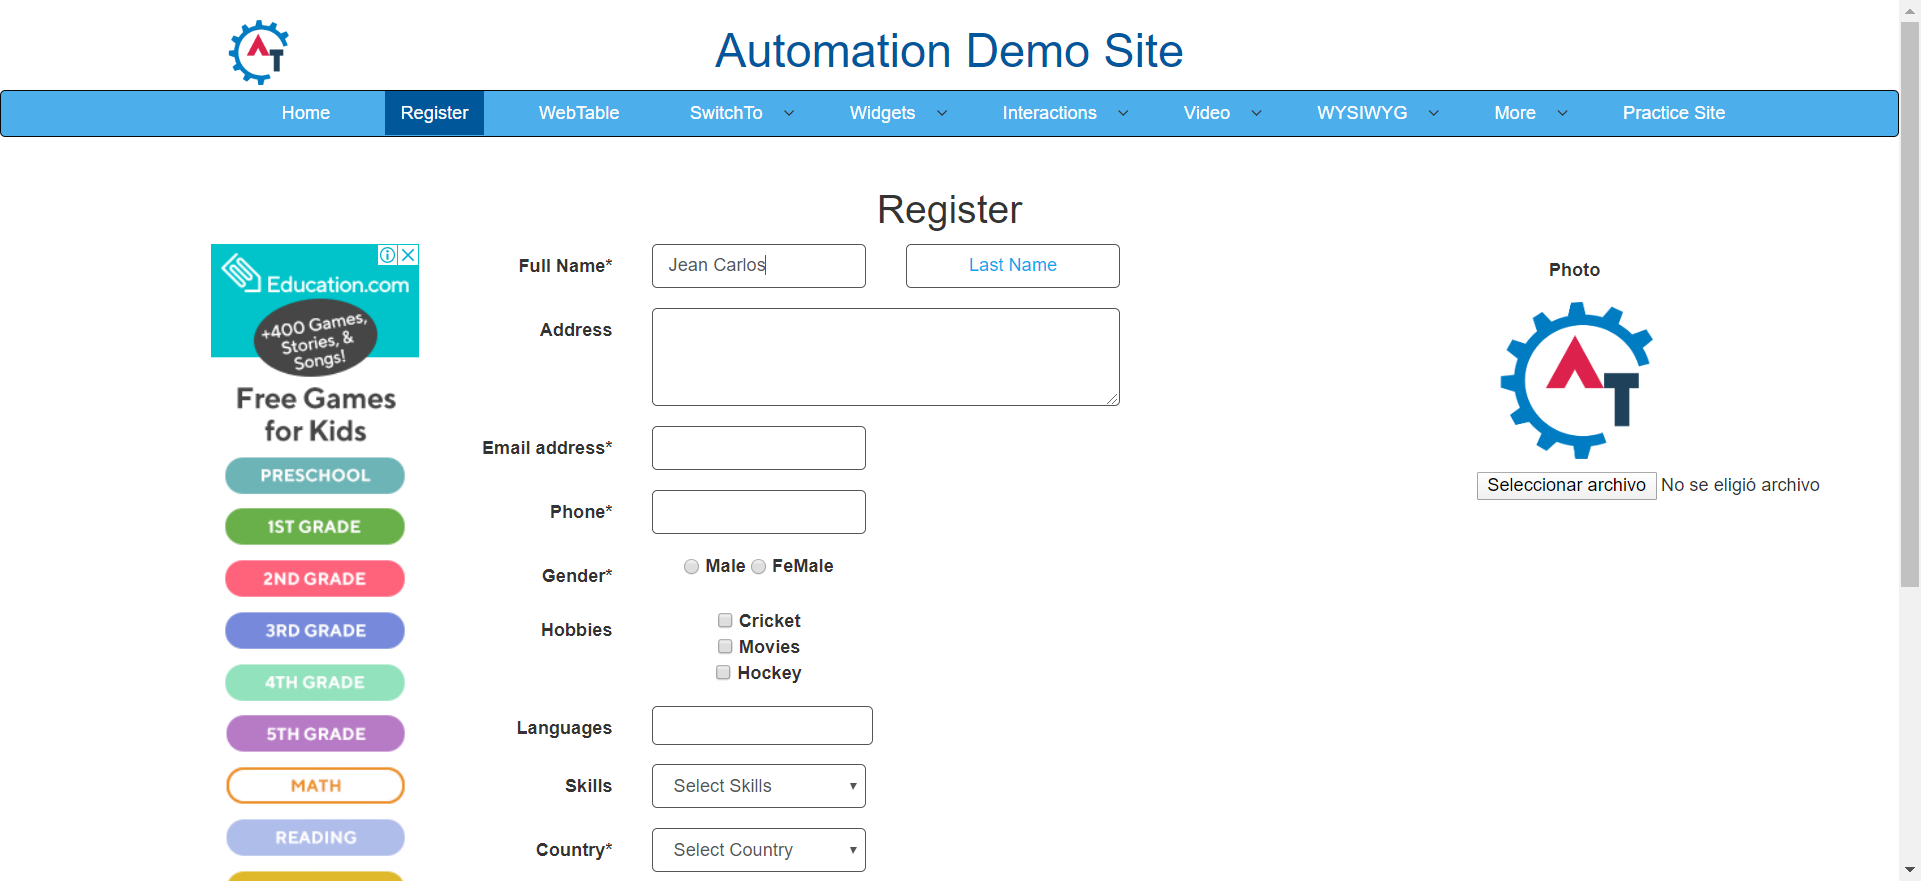 AT
Automation Demo Site
Home Register WebTable SwitchTo Widgets Interactions Video WYSIWYG More Practice Site
Register
Education.com
+400 Games,
Stories, &
Songs!
Free Games
for Kids
PRESCHOOL
1ST GRADE
2ND GRADE
3RD GRADE
4TH GRADE
5TH GRADE
MATH
READING
Full Name* Jean Carlos Last Name
Address
Email address*
Phone*
Gender* Male FeMale
Hobbies
Cricket
Movies
Hockey
Languages
Skills Select Skills
Country* Select Country
Photo
AT
Seleccionar archivo No se eligió archivo